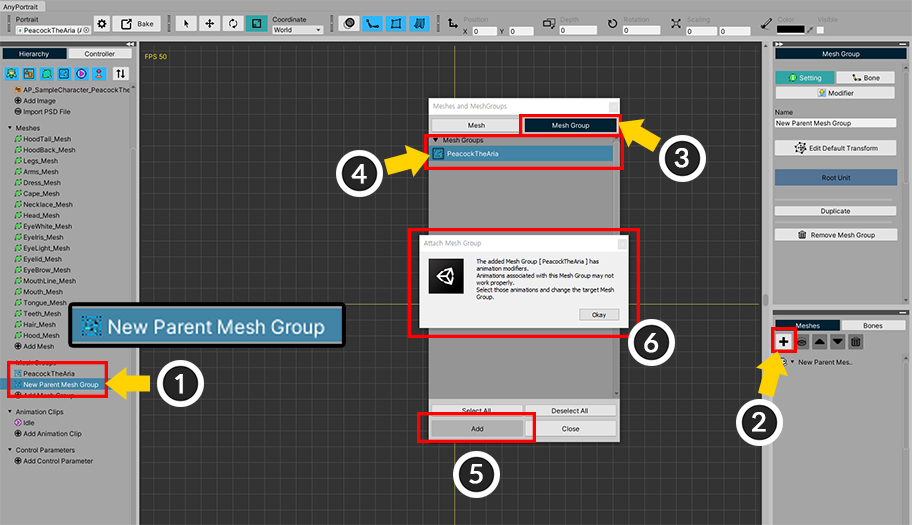 AnyPortrait
Portrait
PeacockTheAria (A
Bake
Coordinate
World
Position
X 0 Y 0
Depth
0
Rotation
0
Scaling
0 0
Color
Visible
Hierarchy
Controller
AP_SampleCharacter_PeacockThe
Add Image
Import PSD File
Meshes
HoodTail_Mesh
HoodBack_Mesh
Legs_Mesh
Arms_Mesh
Dress_Mesh
Cape_Mesh
Necklace_Mesh
Head_Mesh
EyeWhite_Mesh
EyeIris_Mesh
EyeLight_Mesh
Eyelid_Mesh
EyeBrow_Mesh
MouthLine_Mesh
Mouth_Mesh
Tongue_Mesh
Teeth_Mesh
Hair_Mesh
Hood_Mesh
Add Mesh
Mesh Groups
PeacockTheAria
New Parent Mesh Group
Add Mesh Group
Animation Clips
Idle
Add Animation Clip
Control Parameters
Add Control Parameter
New Parent Mesh Group
1
FPS 50
Meshes and MeshGroups
Mesh
Mesh Group
Mesh Groups
PeacockTheAria
3
4
Attach Mesh Group
The added Mesh Group [ PeacockTheAria ] has
animation modifiers.
Animations associated with this Mesh Group may not
work properly.
Select those animations and change the target Mesh
Group.
Okay
6
Select All
Deselect All
Add
Close
5
Mesh Group
Setting
Bone
Modifier
Name
New Parent Mesh Group
Edit Default Transform
Root Unit
Duplicate
Remove Mesh Group
Meshes
Bones
New Parent Mes..
2